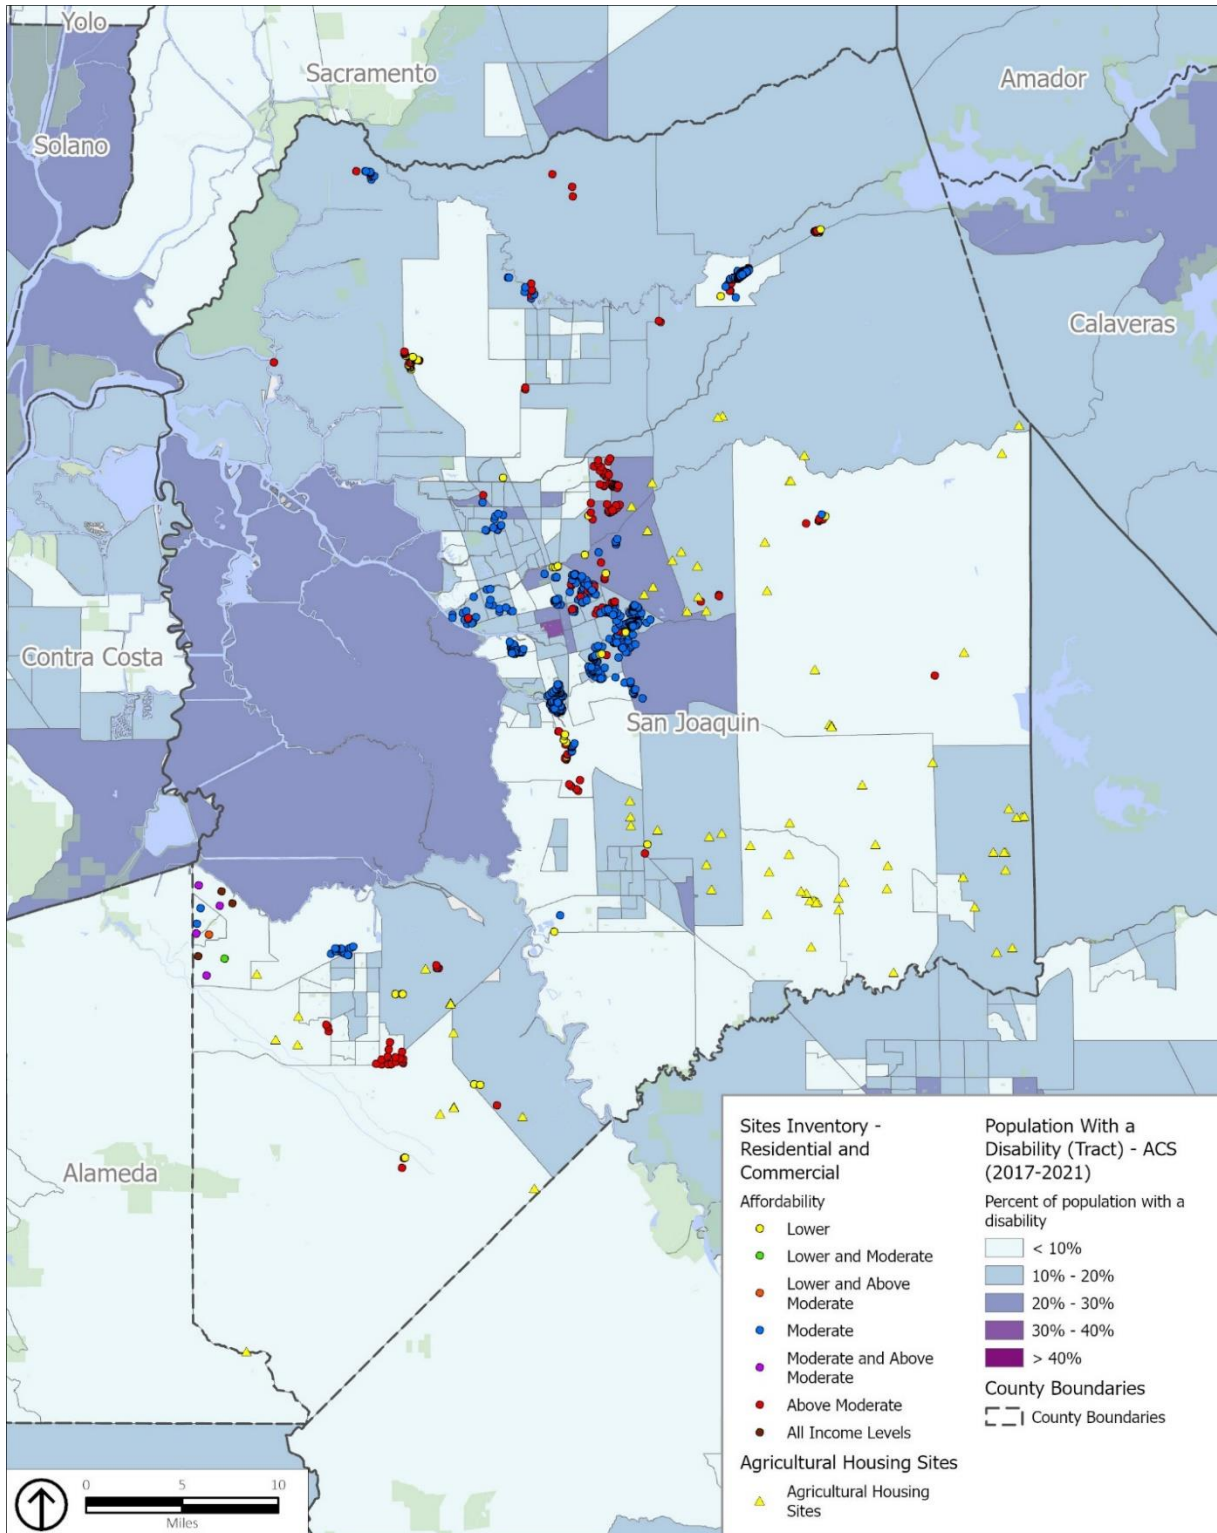 Yolo
Sacramento
Amador
Solano
Calaveras
Contra Costa
San Joaquin
Alameda
Sites Inventory -
Residential and
Commercial
Affordability
Lower
Lower and Moderate
Lower and Above
Moderate
Moderate
Moderate and Above
Moderate
Above Moderate
All Income Levels
Agricultural Housing Sites
Agricultural Housing
Sites
Population With a
Disability (Tract) - ACS
(2017-2021)
Percent of population with a
disability
< 10%
10% - 20%
20% - 30%
30% - 40%
> 40%
County Boundaries
County Boundaries
0 5 10
Miles